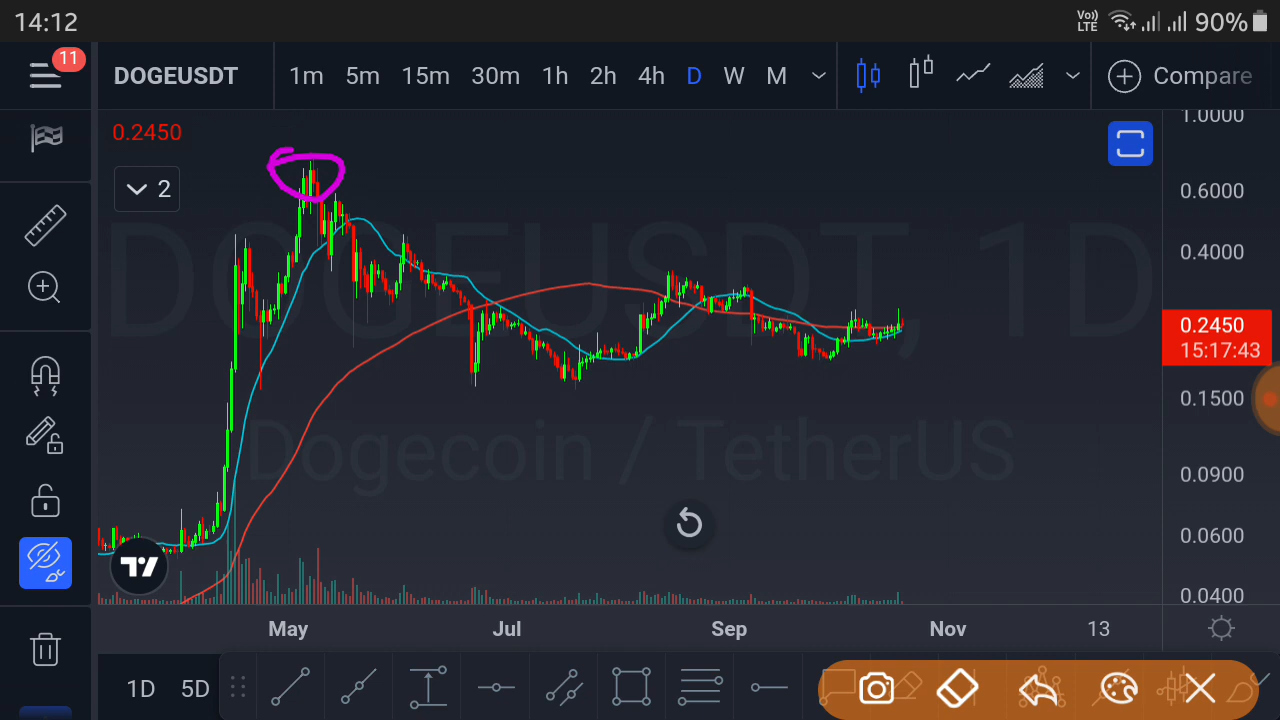 14:12
Vo)) LTE 90%
11
DOGEUSDT 1m 5m 15m 30m 1h 2h 4h D W M Compare
0.2450
2
1.0000
0.6000
0.4000
0.2450
15:17:43
0.1500
0.0900
0.0600
0.0400
DOGEUSDT, 1D
Dogecoin / TetherUS
May Jul Sep Nov 13
1D 5D